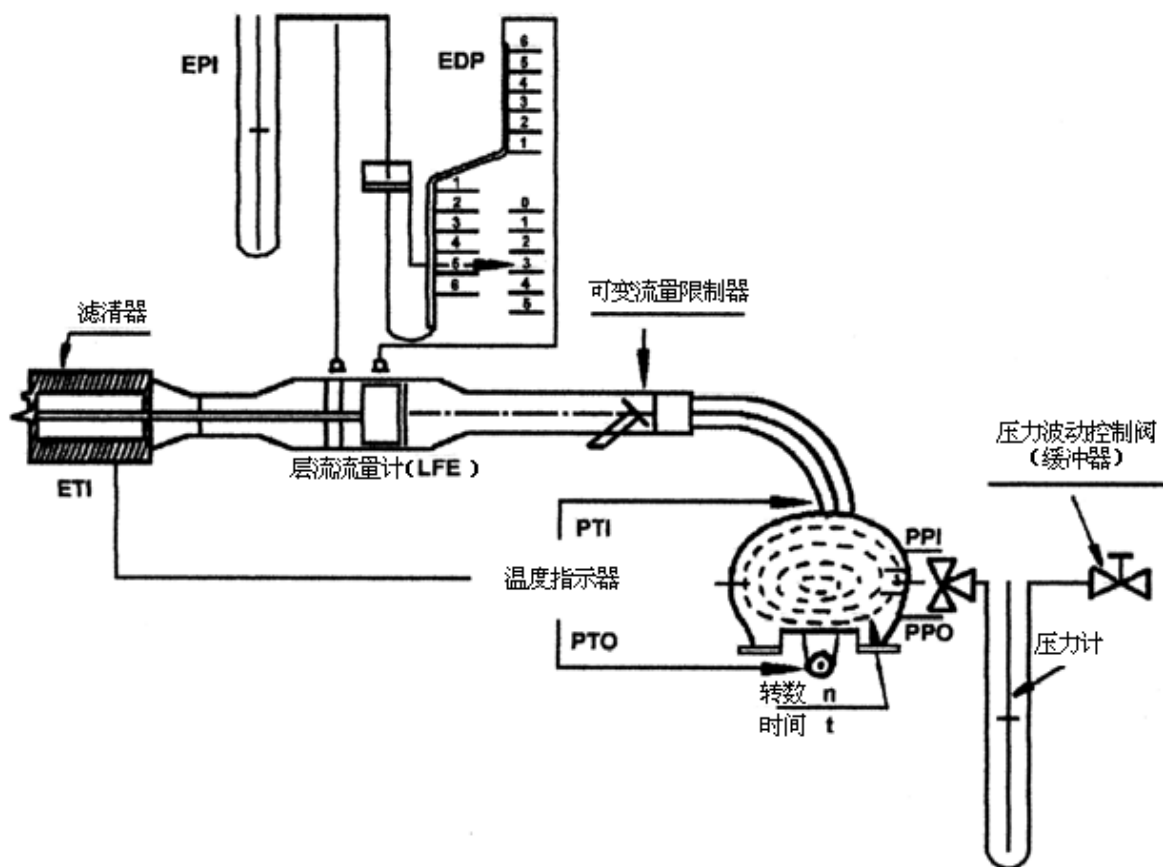 EPI
EDP
6
5
4
3
2
1
1
2
3
4
5
6
0
1
2
3
4
5
滤清器
可变流量限制器
层流流量计(LFE)
ETI
压力波动控制阀
(缓冲器)
PTI
PPI
温度指示器
PTO
PPO
压力计
转数 n
时间 t